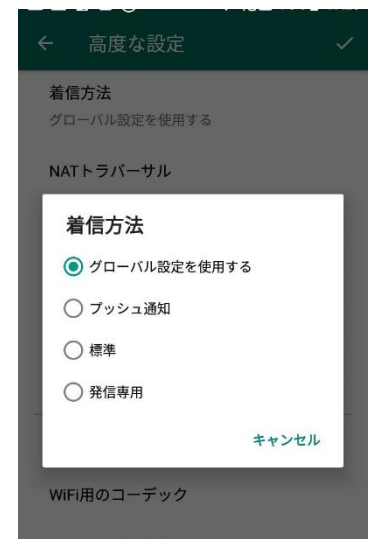 高度な設定
着信方法
グローバル設定を使用する
NATトラバーサル
着信方法
グローバル設定を使用する
プッシュ通知
標準
発信専用
キャンセル
WiFi用のコーデック